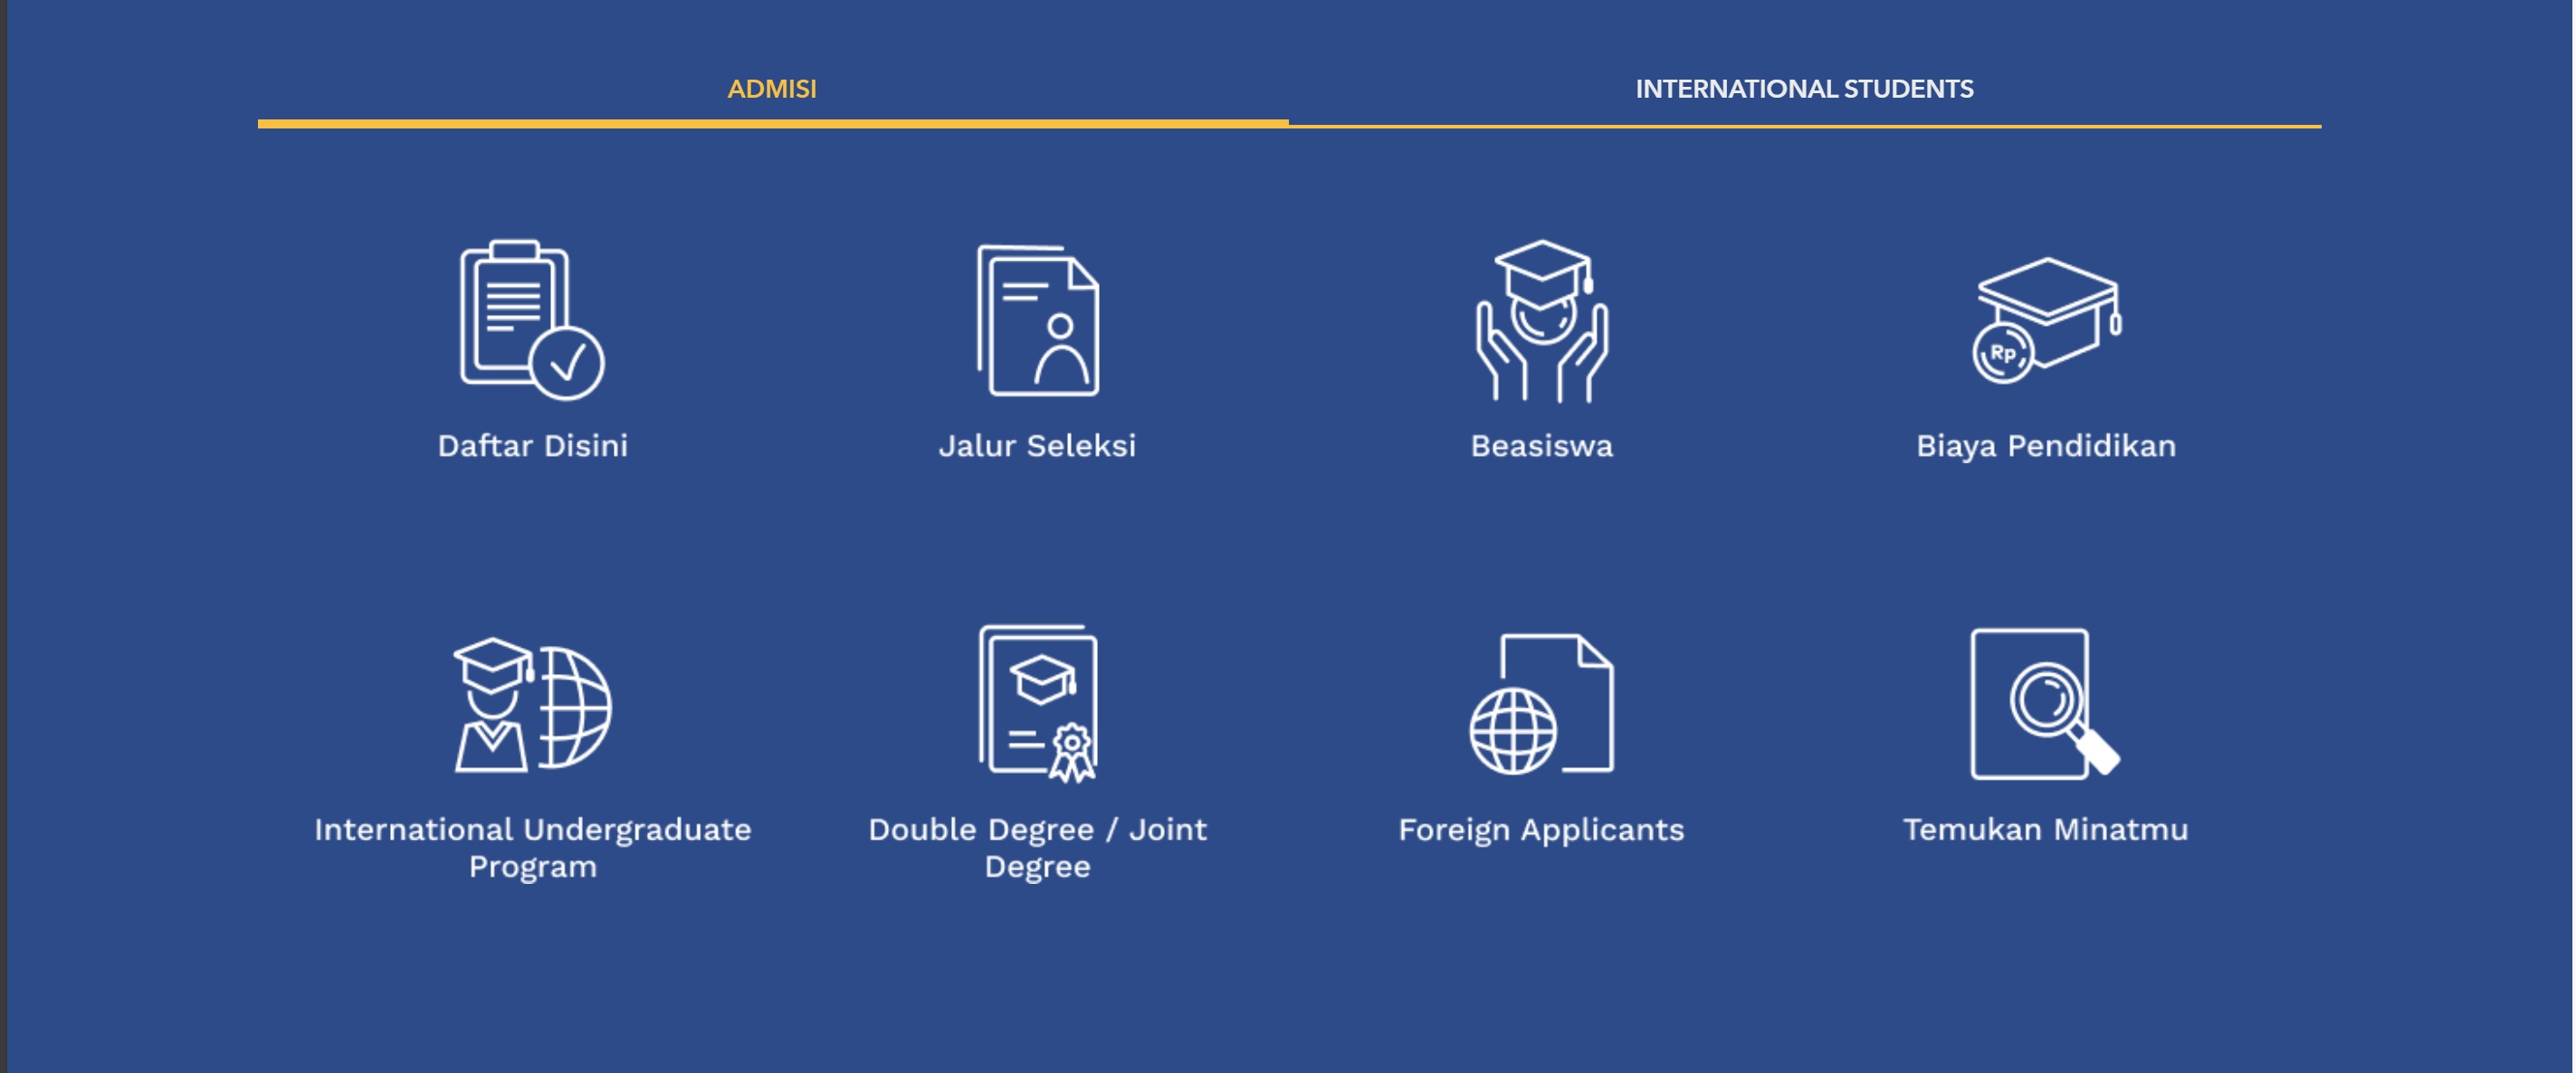 ADMISI
INTERNATIONAL STUDENTS
Daftar Disini
Jalur Seleksi
Beasiswa
Rp
Biaya Pendidikan
International Undergraduate
Program
Double Degree / Joint
Degree
Foreign Applicants
Temukan Minatmu